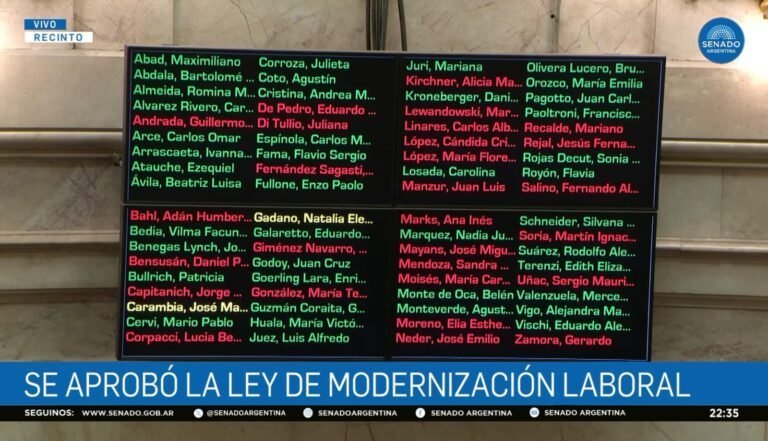 VIVO
RECINTO
SENADO
ARGENTINA
Abad, Maximiliano
Abdala, Bartolomé ...
Almeida, Romina M...
Alvarez Rivero, Car...
Andrada, Guillermo...
Arce, Carlos Omar
Arrascaeta, Ivanna...
Atauche, Ezequiel
Ávila, Beatriz Luisa
Corroza, Julieta
Coto, Agustín
Cristina, Andrea M...
De Pedro, Eduardo ...
Di Tullio, Juliana
Espínola, Carlos M...
Fama, Flavio Sergio
Fernández Sagasti,...
Fullone, Enzo Paolo
Juri, Mariana
Kirchner, Alicia Ma...
Kroneberger, Dani...
Lewandowski, Mar...
Linares, Carlos Alb...
López, Cándida Cri...
López, María Flore...
Losada, Carolina
Manzur, Juan Luis
Olivera Lucero, Bru...
Orozco, María Emilia
Pagotto, Juan Carl...
Paoltroni, Francisc...
Recalde, Mariano
Rejal, Jesús Ferna...
Rojas Decut, Sonia ...
Royón, Flavia
Salino, Fernando Al...
Bahl, Adán Humber...
Bedia, Vilma Facun...
Benegas Lynch, Jo...
Bensusán, Daniel P...
Bullrich, Patricia
Capitanich, Jorge ...
Carambia, José Ma...
Cervi, Mario Pablo
Corpacci, Lucia Be...
Gadano, Natalia Ele...
Galaretto, Eduardo...
Giménez Navarro, ...
Godoy, Juan Cruz
Goerling Lara, Enri...
González, María Te...
Guzmán Coraita, G...
Huala, María Victó...
Juez, Luis Alfredo
Marks, Ana Inés
Marquez, Nadia Ju...
Mayans, José Migu...
Mendoza, Sandra ...
Moisés, María Car...
Monte de Oca, Belén
Monteverde, Agust...
Moreno, Elia Esthe...
Neder, José Emilio
Schneider, Silvana ...
Soria, Martín Ignac...
Suárez, Rodolfo Ale...
Terenzi, Edith Eliza...
Uñac, Sergio Mauri...
Valenzuela, Merce...
Vigo, Alejandra Ma...
Vischi, Eduardo Ale...
Zamora, Gerardo
SE APROBÓ LA LEY DE MODERNIZACIÓN LABORAL
SEGUINOS: WWW.SENADO.GOB.AR @SENADOARGENTINA SENADOARGENTINA SENADO ARGENTINA SENADO ARGENTINA 22:35